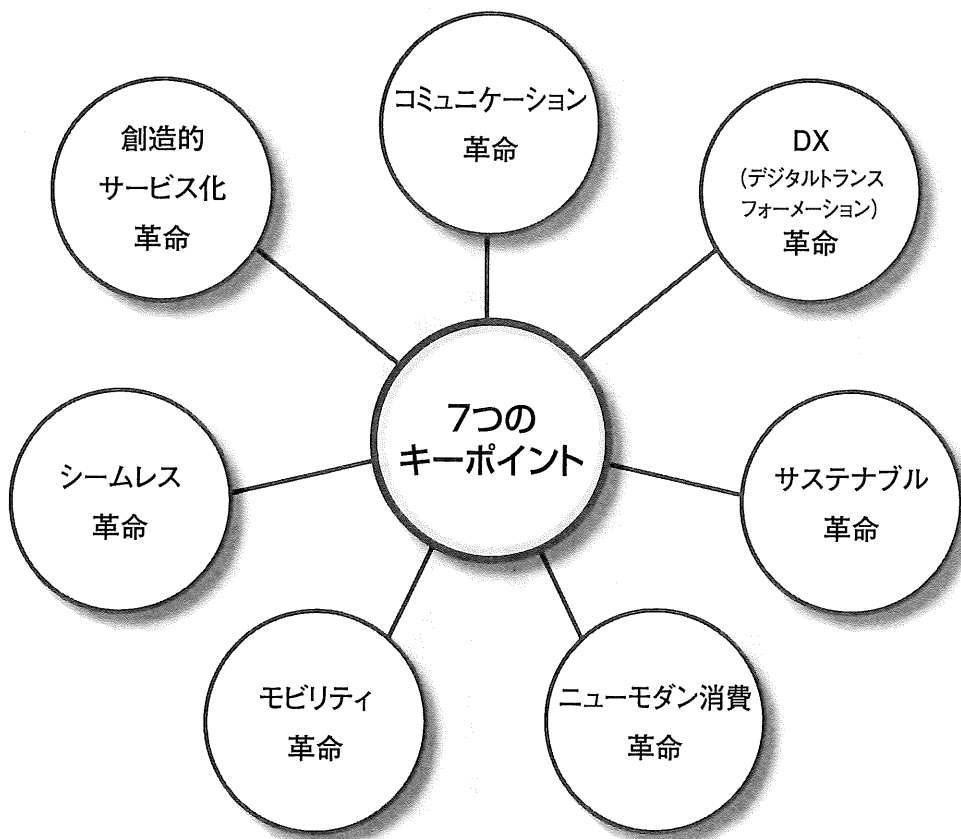 コミュニケーション
革命
DX
(デジタルトランス
フォーメーション)
革命
サステナブル
革命
ニューモダン消費
革命
モビリティ
革命
シームレス
革命
創造的
サービス化
革命
7つの
キーポイント